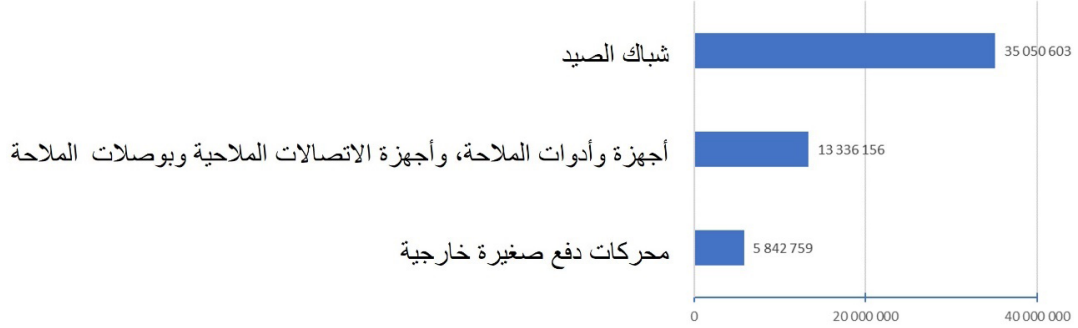 شباك الصيد
35 050 603
أجهزة وأدوات الملاحة، وأجهزة الاتصالات الملاحية وبوصلات الملاحة
13 336 156
محركات دفع صغيرة خارجية
5 842 759
0
20 000 000
40 000 000